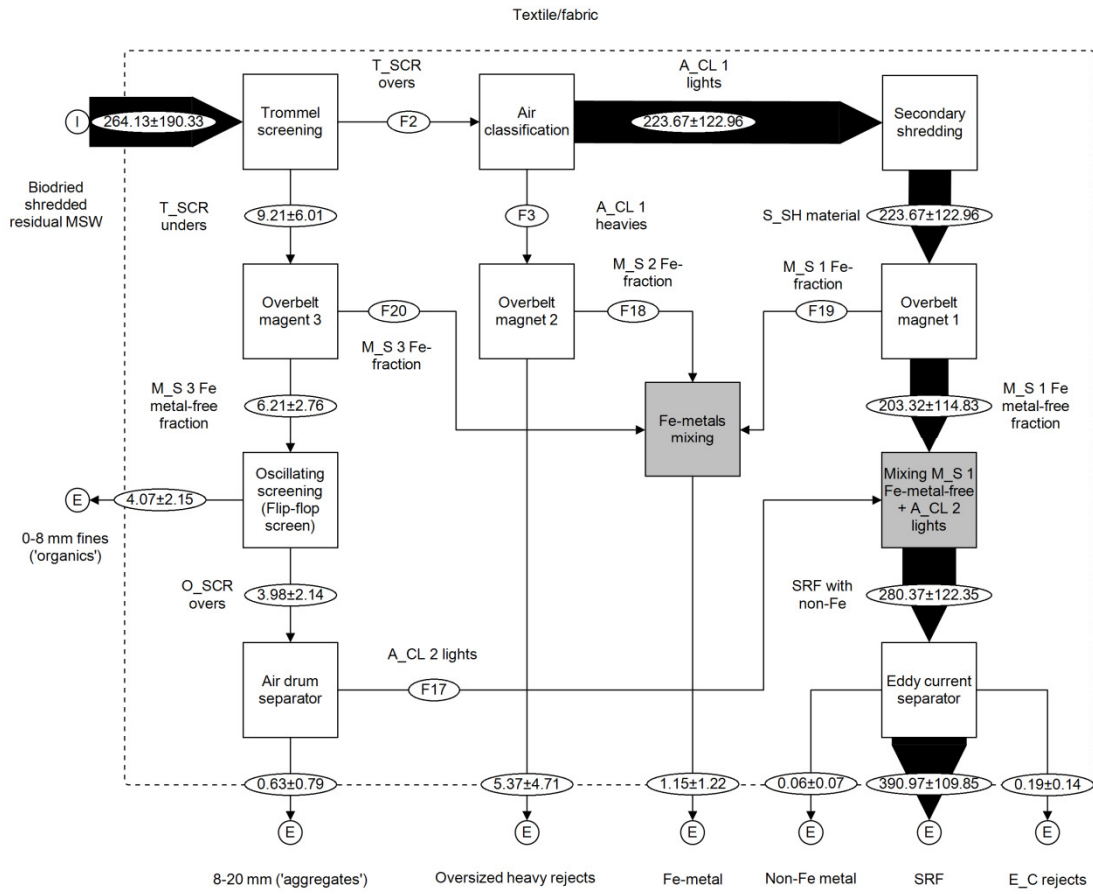 Textile/fabric
T_SCR
overs
A_CL 1
lights
I
264.13±190.33
Trommel
screening
F2
Air
classification
223.67±122.96
Secondary
shredding
Biodried
shredded
residual MSW
T_SCR
unders
9.21±6.01
F3
A_CL 1
heavies
S_SH material
223.67±122.96
Overbelt
magent 3
F20
M_S 3 Fe-
fraction
Overbelt
magnet 2
M_S 2 Fe-
fraction
F18
M_S 1 Fe-
fraction
F19
Overbelt
magnet 1
M_S 3 Fe
metal-free
fraction
6.21±2.76
Fe-metals
mixing
203.32±114.83
M_S 1 Fe
metal-free
fraction
E
4.07±2.15
0-8 mm fines
('organics')
Oscillating
screening
(Flip-flop
screen)
Mixing M_S 1
Fe-metal-free
+ A_CL 2
lights
O_SCR
overs
3.98±2.14
SRF with
non-Fe
280.37±122.35
Air drum
separator
A_CL 2 lights
F17
Eddy current
separator
0.63±0.79
5.37±4.71
1.15±1.22
0.06±0.07
390.97±109.85
0.19±0.14
E
E
E
E
E
E
8-20 mm ('aggregates')
Oversized heavy rejects
Fe-metal
Non-Fe metal
SRF
E_C rejects